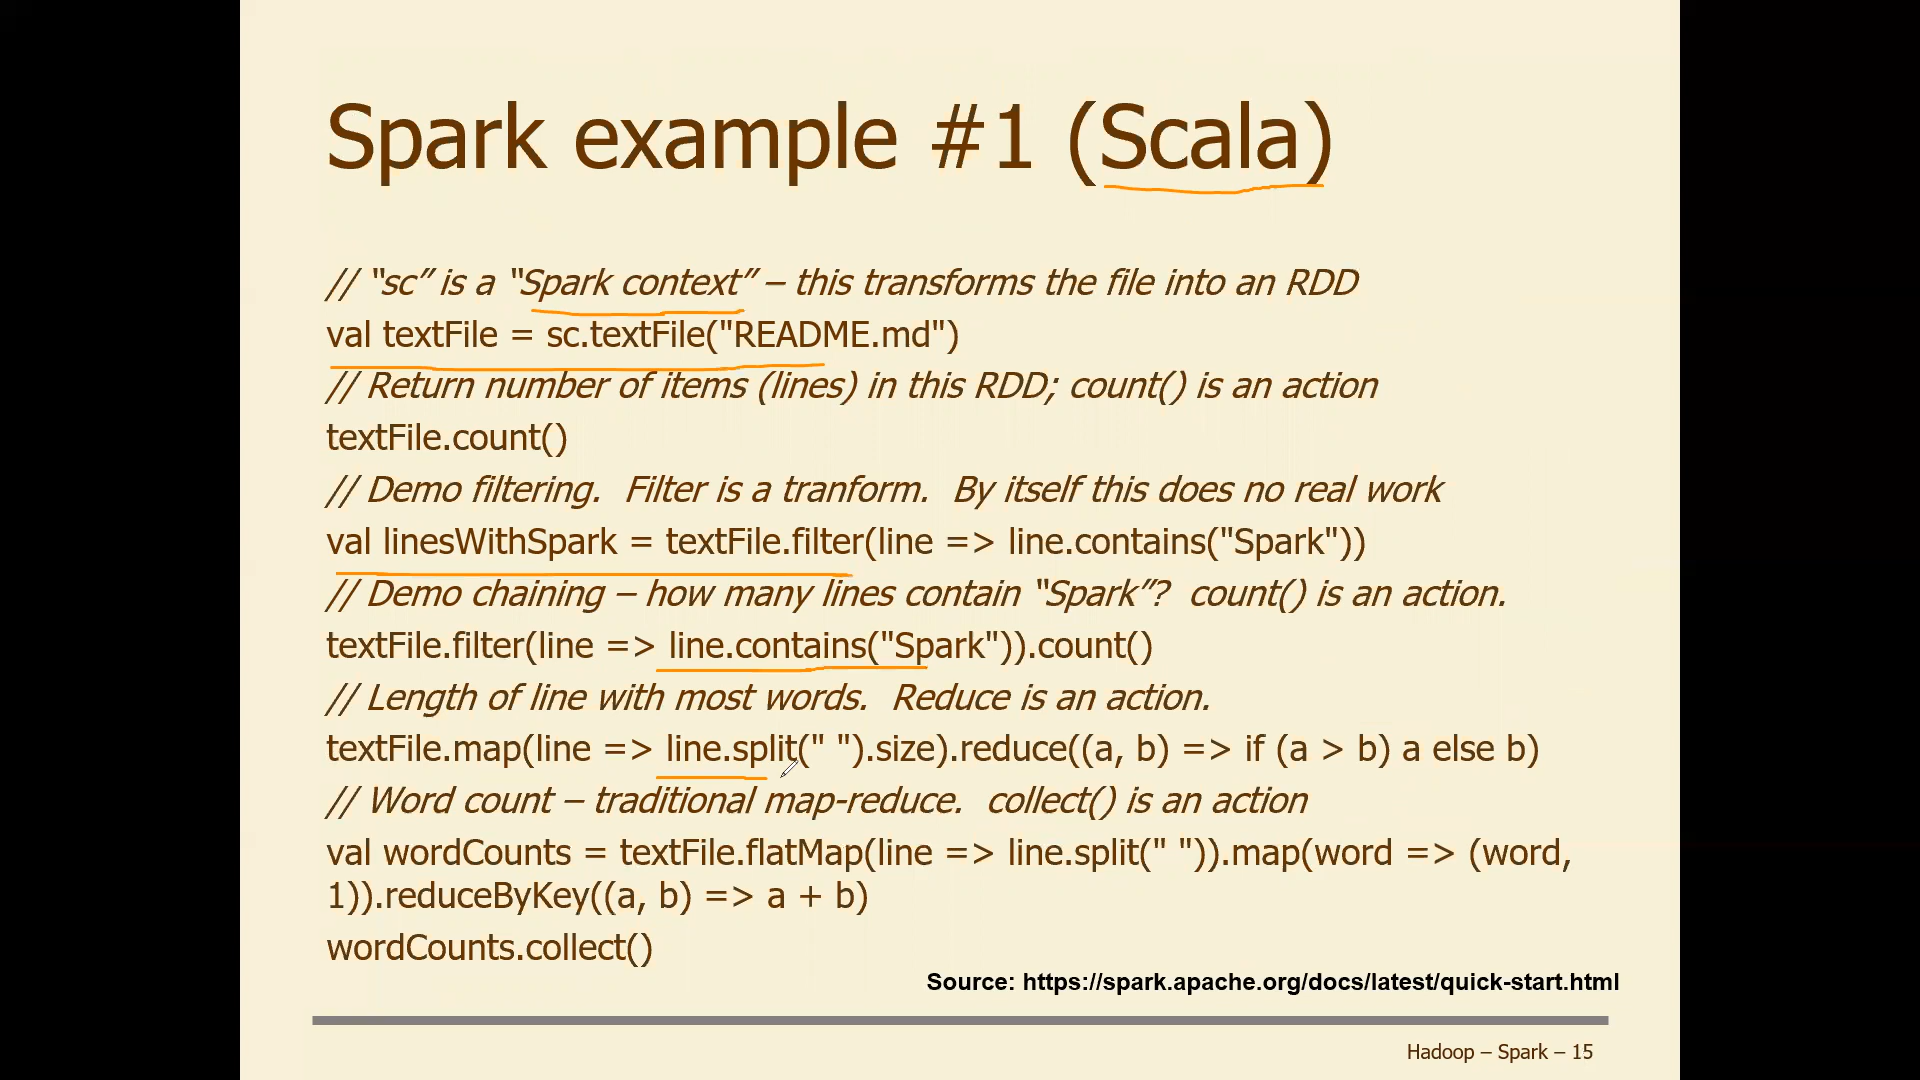 Spark example #1 (Scala)
// “sc” is a “Spark context” – this transforms the file into an RDD
val textFile = sc.textFile("README.md")
// Return number of items (lines) in this RDD; count() is an action
textFile.count()
// Demo filtering.  Filter is a tranform.  By itself this does no real work
val linesWithSpark = textFile.filter(line => line.contains("Spark"))
// Demo chaining – how many lines contain “Spark”?  count() is an action.
textFile.filter(line => line.contains("Spark")).count()
// Length of line with most words.  Reduce is an action.
textFile.map(line => line.split(" ").size).reduce((a, b) => if (a > b) a else b)
// Word count – traditional map-reduce.  collect() is an action
val wordCounts = textFile.flatMap(line => line.split(" ")).map(word => (word,
1)).reduceByKey((a, b) => a + b)
wordCounts.collect()
Source: https://spark.apache.org/docs/latest/quick-start.html
Hadoop – Spark – 15